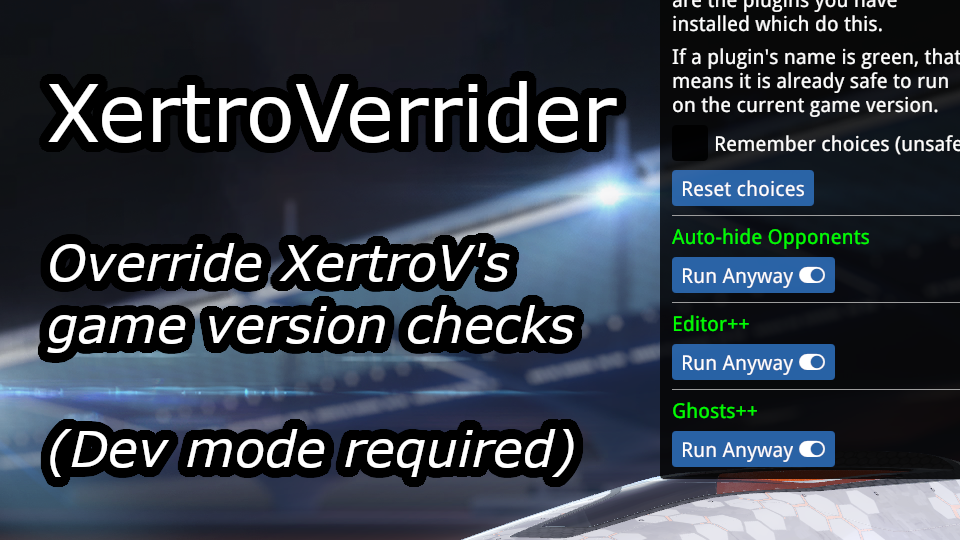 XertroVerrider
Override XertroV's
game version checks
(Dev mode required)
are the plugins you have
installed which do this.
If a plugin's name is green, that
means it is already safe to run
on the current game version.
Remember choices (unsafe
Reset choices
Auto-hide Opponents
Run Anyway
Editor++
Run Anyway
Ghosts++
Run Anyway